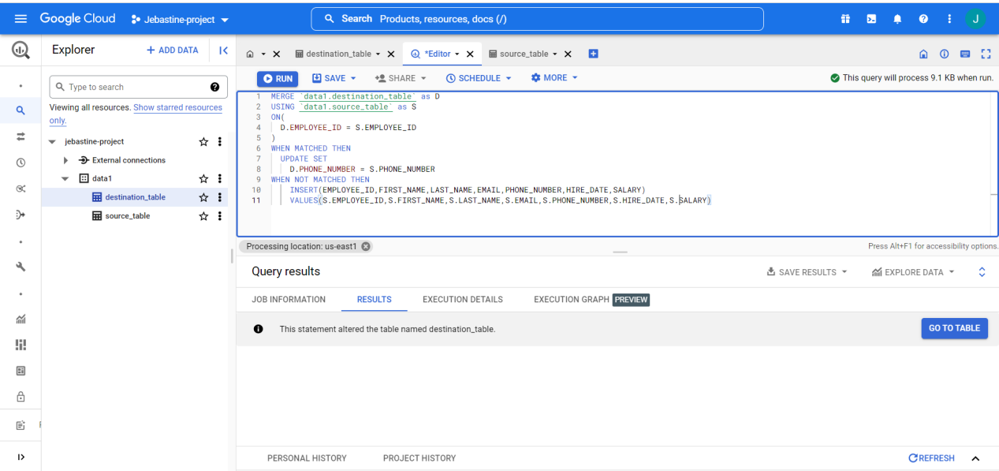 Google Cloud Jebastine-project Search Products, resources, docs (/) J
Explorer + ADD DATA
destination_table *Editor source_table
RUN SAVE SHARE SCHEDULE MORE This query will process 9.1 KB when run.
Type to search
Viewing all resources. Show starred resources
only.
jebastine-project
External connections
data1
destination_table
source_table
1 MERGE `data1.destination_table` as D
2 USING `data1.source_table` as S
3 ON(
4 D.EMPLOYEE_ID = S.EMPLOYEE_ID
5 )
6 WHEN MATCHED THEN
7 UPDATE SET
8 D.PHONE_NUMBER = S.PHONE_NUMBER
9 WHEN NOT MATCHED THEN
10 INSERT(EMPLOYEE_ID,FIRST_NAME,LAST_NAME,EMAIL,PHONE_NUMBER,HIRE_DATE,SALARY)
11 VALUES(S.EMPLOYEE_ID,S.FIRST_NAME,S.LAST_NAME,S.EMAIL,S.PHONE_NUMBER,S.HIRE_DATE,S.SALARY)
Processing location: us-east1 Press Alt+F1 for accessibility options.
Query results SAVE RESULTS EXPLORE DATA
JOB INFORMATION RESULTS EXECUTION DETAILS EXECUTION GRAPH PREVIEW
This statement altered the table named destination_table. GO TO TABLE
PERSONAL HISTORY PROJECT HISTORY REFRESH